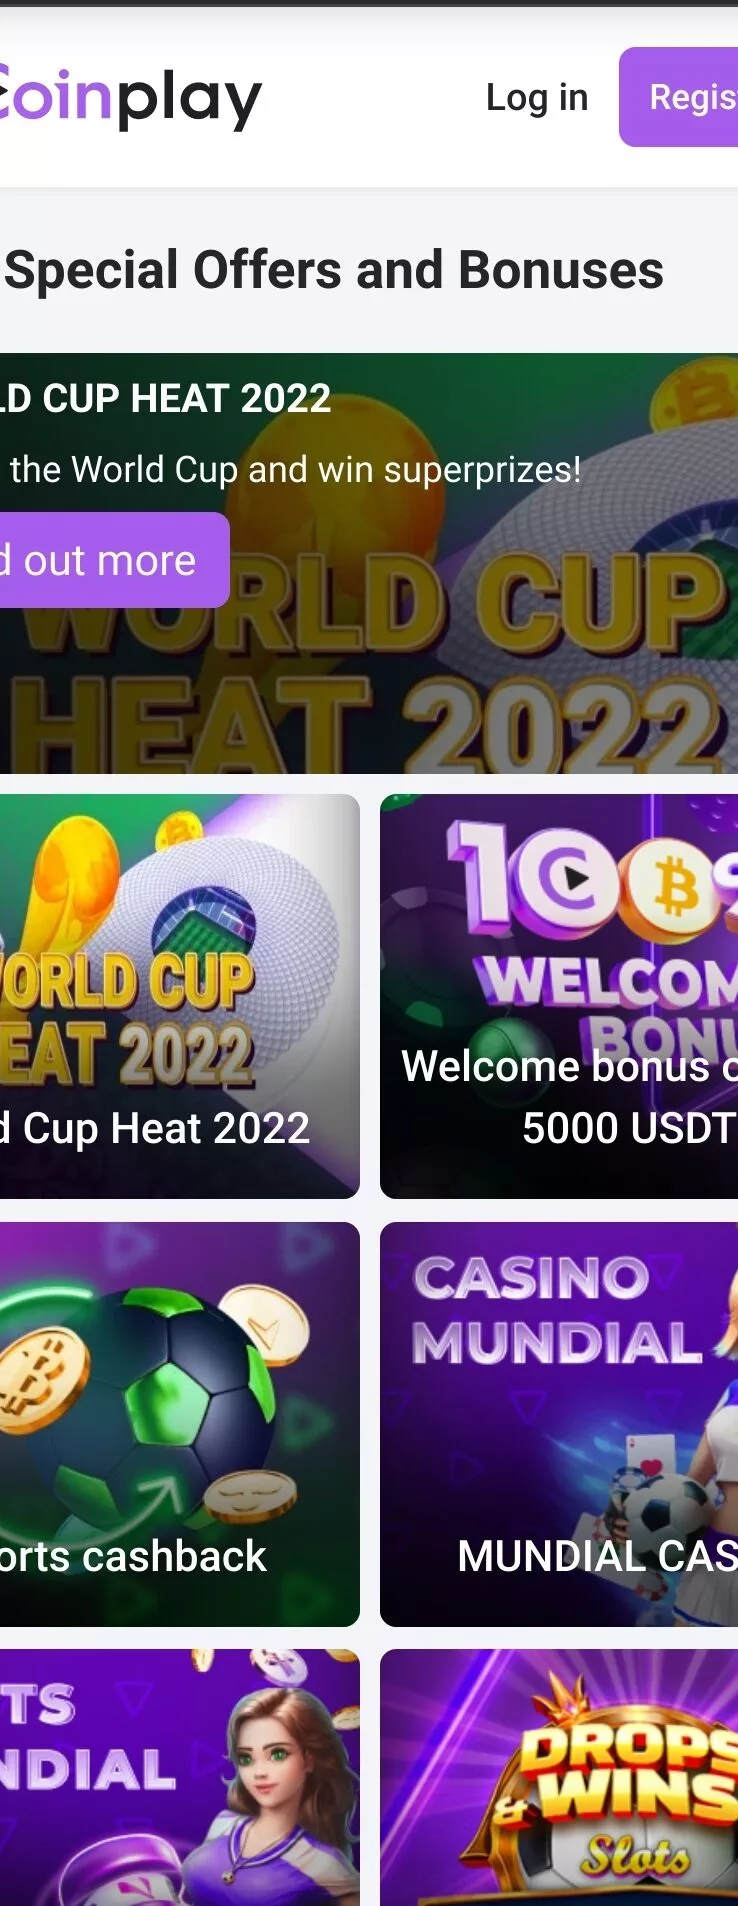 Coinplay
Log in
Regis
Special Offers and Bonuses
LD CUP HEAT 2022
the World Cup and win superprizes!
d out more
WORLD CUP
HEAT 2022
WORLD CUP
EAT 2022
d Cup Heat 2022
100%
WELCOM
BONU
Welcome bonus o
5000 USDT
orts cashback
CASINO
MUNDIAL
MUNDIAL CAS
TS
NDIAL
DROPS
& WINS
Slots